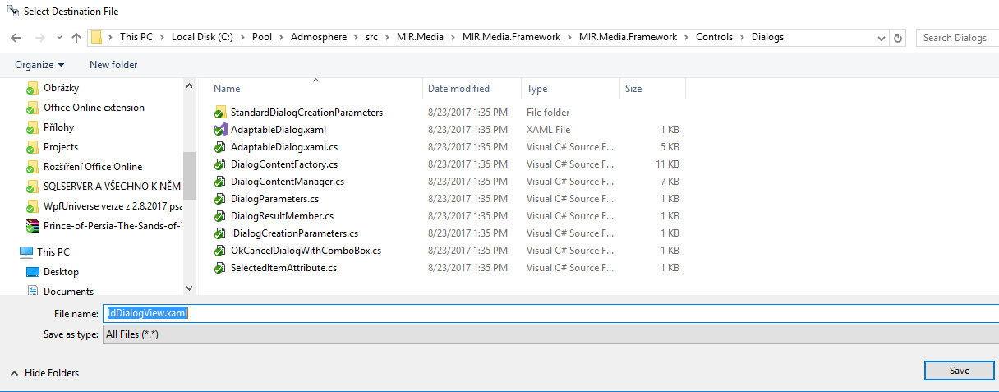 Select Destination File
This PC > Local Disk (C:) > Pool > Admosphere > src > MIR.Media > MIR.Media.Framework > MIR.Media.Framework > Controls > Dialogs
Search Dialogs
Organize New folder
Obrázky
Office Online extension
Přílohy
Projects
Rozšíření Office Online
SQLSERVER A VŠECHNO K NĚMU
WpfUniverse verze z 2.8.2017 psa
Prince-of-Persia-The-Sands-of-T
This PC
Desktop
Documents
Name Date modified Type Size
StandardDialogCreationParameters 8/23/2017 1:35 PM File folder
AdaptableDialog.xaml 8/23/2017 1:35 PM XAML File 1 KB
AdaptableDialog.xaml.cs 8/23/2017 1:35 PM Visual C# Source F... 5 KB
DialogContentFactory.cs 8/23/2017 1:35 PM Visual C# Source F... 11 KB
DialogContentManager.cs 8/23/2017 1:35 PM Visual C# Source F... 7 KB
DialogParameters.cs 8/23/2017 1:35 PM Visual C# Source F... 1 KB
DialogResultMember.cs 8/23/2017 1:35 PM Visual C# Source F... 1 KB
IDialogCreationParameters.cs 8/23/2017 1:35 PM Visual C# Source F... 1 KB
OkCancelDialogWithComboBox.cs 8/23/2017 1:35 PM Visual C# Source F... 1 KB
SelectedItemAttribute.cs 8/23/2017 1:35 PM Visual C# Source F... 1 KB
File name: IdDialogView.xaml
Save as type: All Files (*.*)
Hide Folders
Save